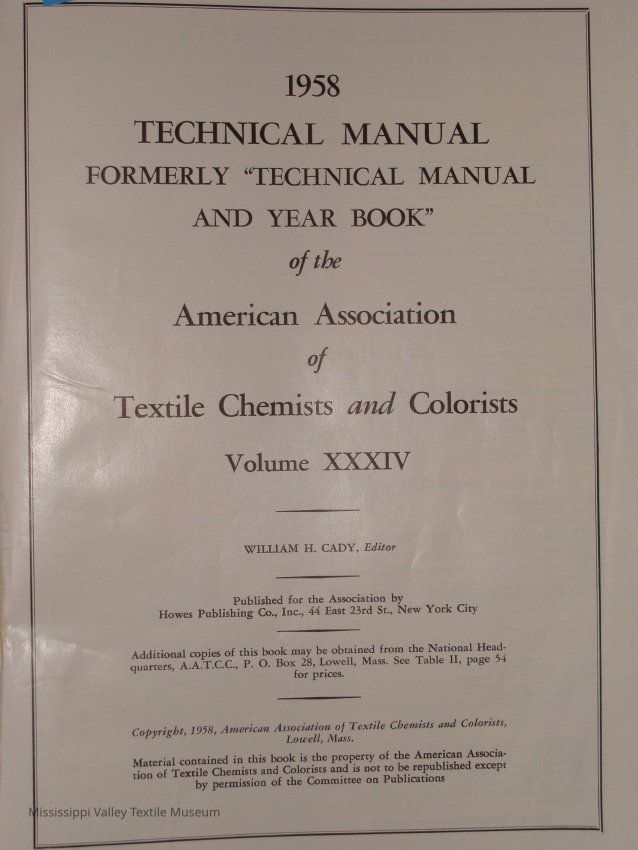 1958
TECHNICAL MANUAL
FORMERLY “TECHNICAL MANUAL
AND YEAR BOOK”
of the
American Association
of
Textile Chemists and Colorists
Volume XXXIV
WILLIAM H. CADY, Editor
Published for the Association by
Howes Publishing Co., Inc., 44 East 23rd St., New York City
Additional copies of this book may be obtained from the National Head-
quarters, A.A.T.C.C., P. O. Box 28, Lowell, Mass. See Table II, page 54
for prices.
Copyright, 1958, American Association of Textile Chemists and Colorists,
Lowell, Mass.
Material contained in this book is the property of the American Associa-
tion of Textile Chemists and Colorists and is not to be republished except
by permission of the Committee on Publications
Mississippi Valley Textile Museum